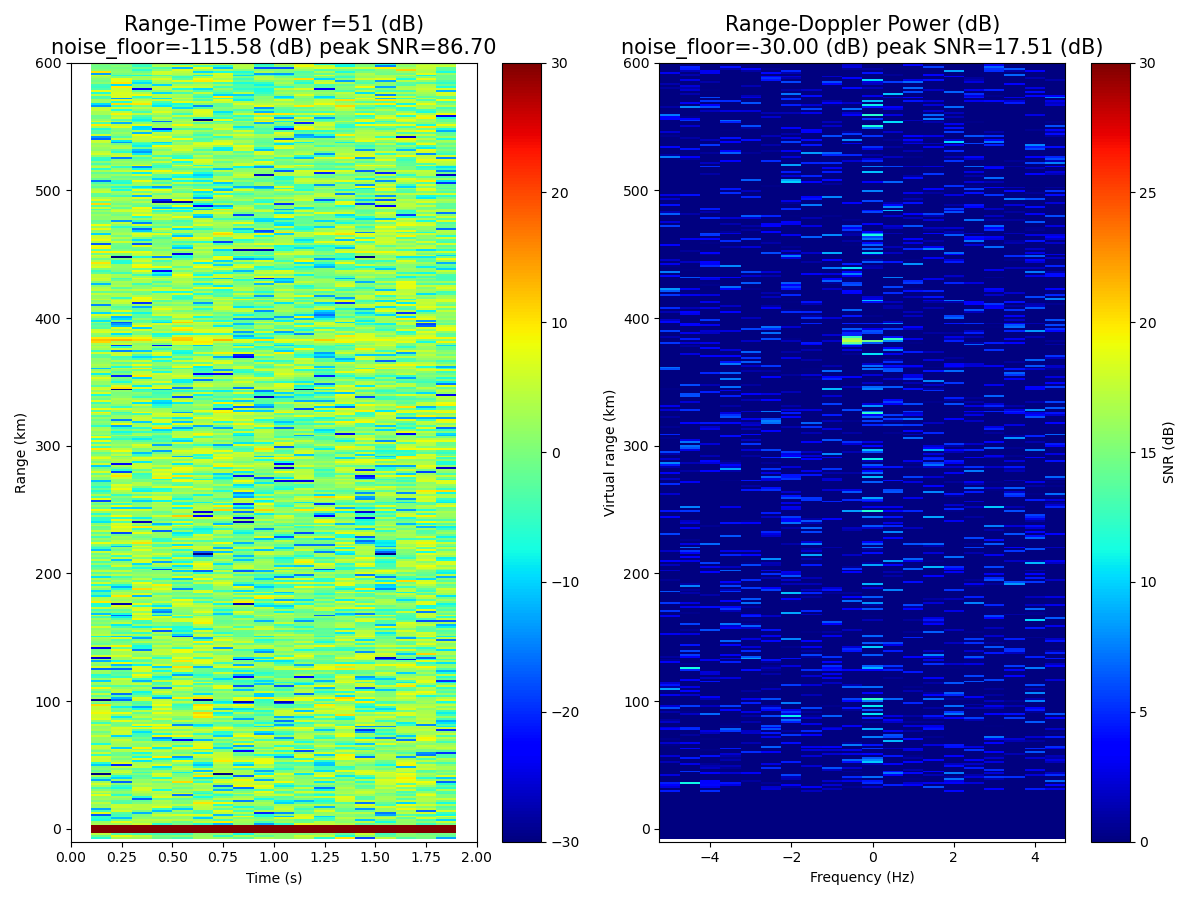 Range-Time Power f=51 (dB)
noise_floor=-115.58 (dB) peak SNR=86.70
600
500
400
300
200
100
0
Range (km)
0.00 0.25 0.50 0.75 1.00 1.25 1.50 1.75 2.00
Time (s)
30
20
10
0
−10
−20
−30
Range-Doppler Power (dB)
noise_floor=-30.00 (dB) peak SNR=17.51 (dB)
600
500
400
300
200
100
0
Virtual range (km)
−4 −2 0 2 4
Frequency (Hz)
30
25
20
15
10
5
0
SNR (dB)